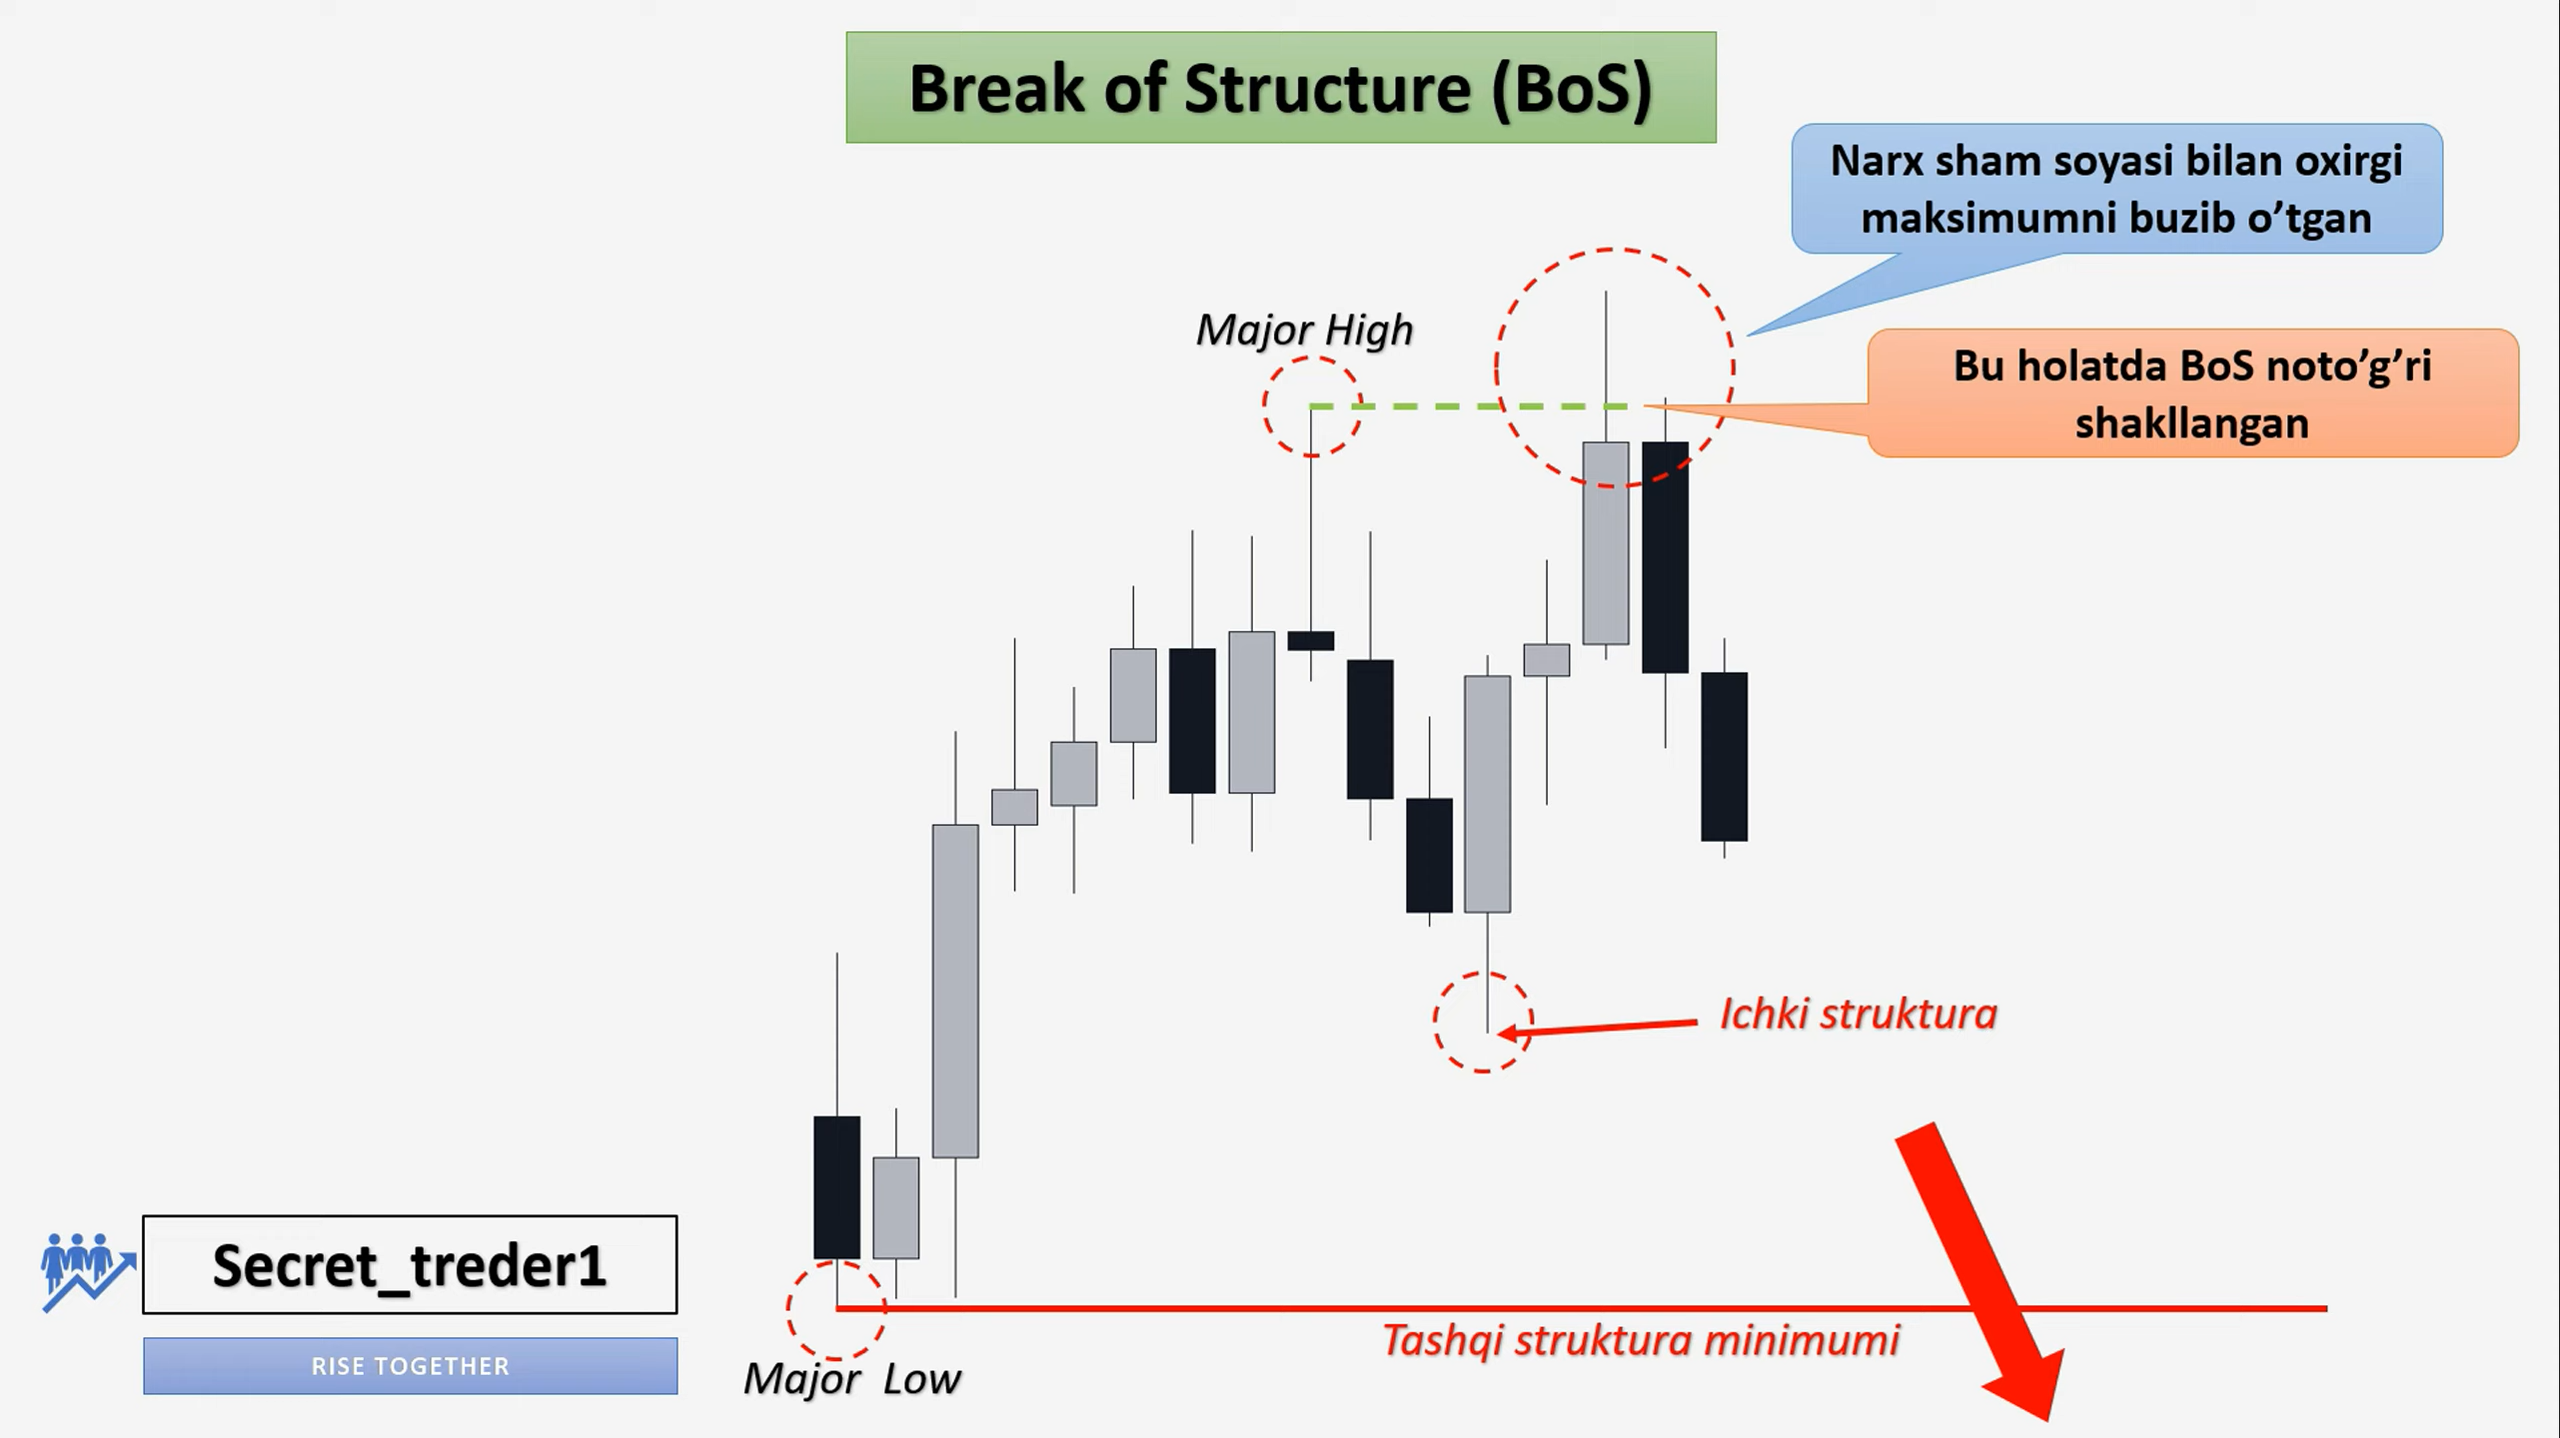 Break of Structure (BoS)
Narx sham soyasi bilan oxirgi
maksimumni buzib o’tgan
Major High
Bu holatda BoS noto’g’ri
shakllangan
Ichki struktura
Secret_treder1
Tashqi struktura minimumi
RISE TOGETHER
Major Low